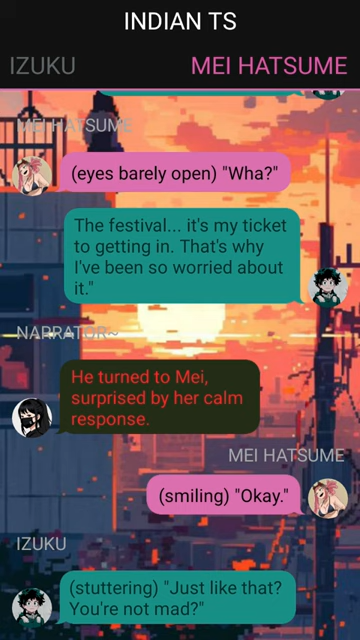 INDIAN TS
IZUKU
MEI HATSUME
MEI HATSUME
(eyes barely open) "Wha?"
The festival... it's my ticket
to getting in. That's why
I've been so worried about
it."
NARRATOR~
He turned to Mei,
surprised by her calm
response.
MEI HATSUME
(smiling) "Okay."
IZUKU
(stuttering) "Just like that?
You're not mad?"